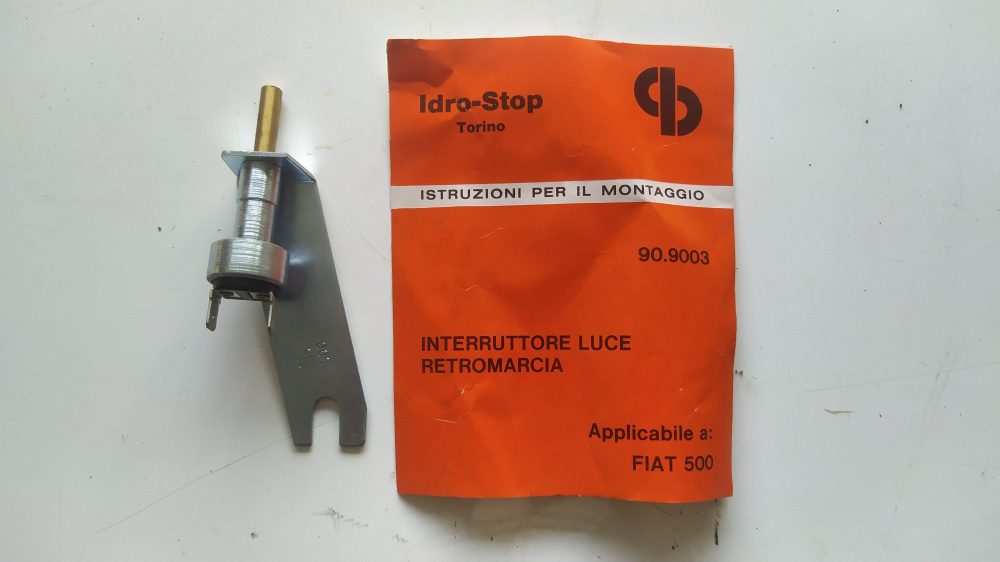 Idro-Stop
Torino
ISTRUZIONI PER IL MONTAGGIO
90.9003
INTERRUTTORE LUCE
RETROMARCIA
Applicabile a:
FIAT 500